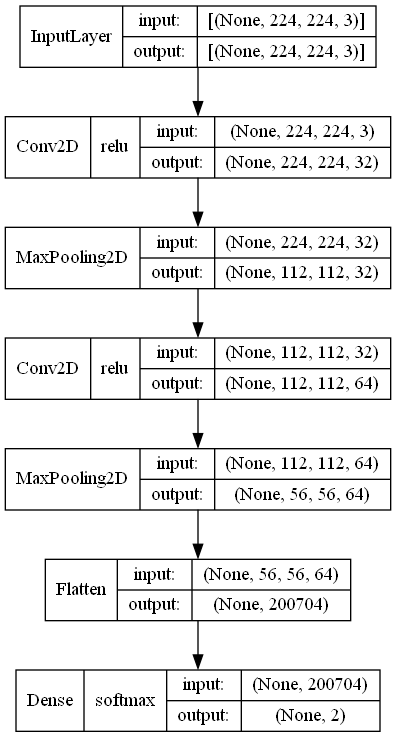 InputLayer input: [(None, 224, 224, 3)]
output: [(None, 224, 224, 3)]
Conv2D relu input: (None, 224, 224, 3)
output: (None, 224, 224, 32)
MaxPooling2D input: (None, 224, 224, 32)
output: (None, 112, 112, 32)
Conv2D relu input: (None, 112, 112, 32)
output: (None, 112, 112, 64)
MaxPooling2D input: (None, 112, 112, 64)
output: (None, 56, 56, 64)
Flatten input: (None, 56, 56, 64)
output: (None, 200704)
Dense softmax input: (None, 200704)
output: (None, 2)